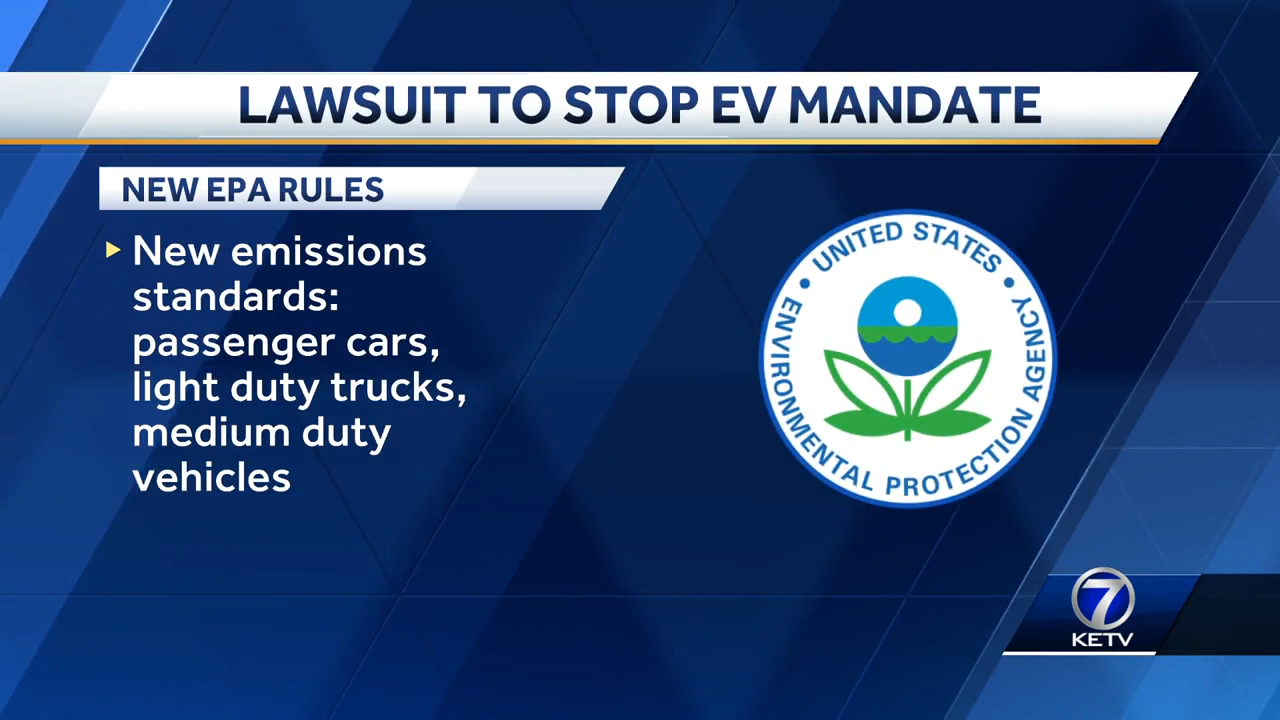 LAWSUIT TO STOP EV MANDATE
NEW EPA RULES
New emissions
standards:
passenger cars,
light duty trucks,
medium duty
vehicles
UNITED STATES
ENVIRONMENTAL PROTECTION AGENCY
7
KETV